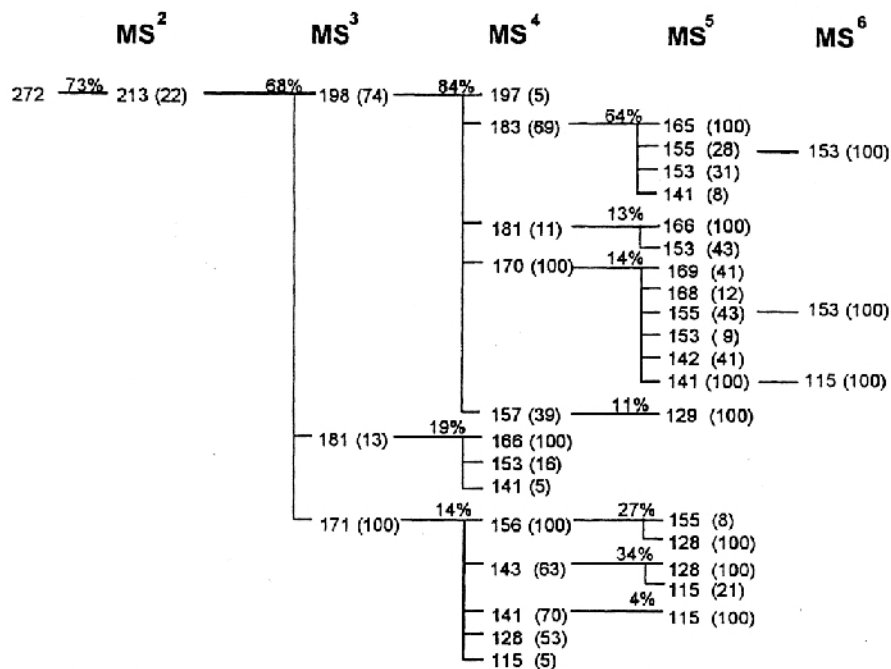 MS² MS³ MS⁴ MS⁵ MS⁶
272 73% 213 (22) 68% 198 (74) 84% 197 (5)
183 (69) 64% 165 (100)
155 (28) 153 (100)
153 (31)
141 (8)
181 (11) 13% 166 (100)
153 (43)
170 (100) 14% 169 (41)
168 (12)
155 (43) 153 (100)
153 ( 9)
142 (41)
141 (100) 115 (100)
157 (39) 11% 129 (100)
181 (13) 19% 166 (100)
153 (16)
141 (5)
171 (100) 14% 156 (100) 27% 155 (8)
128 (100)
143 (63) 34% 128 (100)
115 (21)
141 (70) 4% 115 (100)
128 (53)
115 (5)